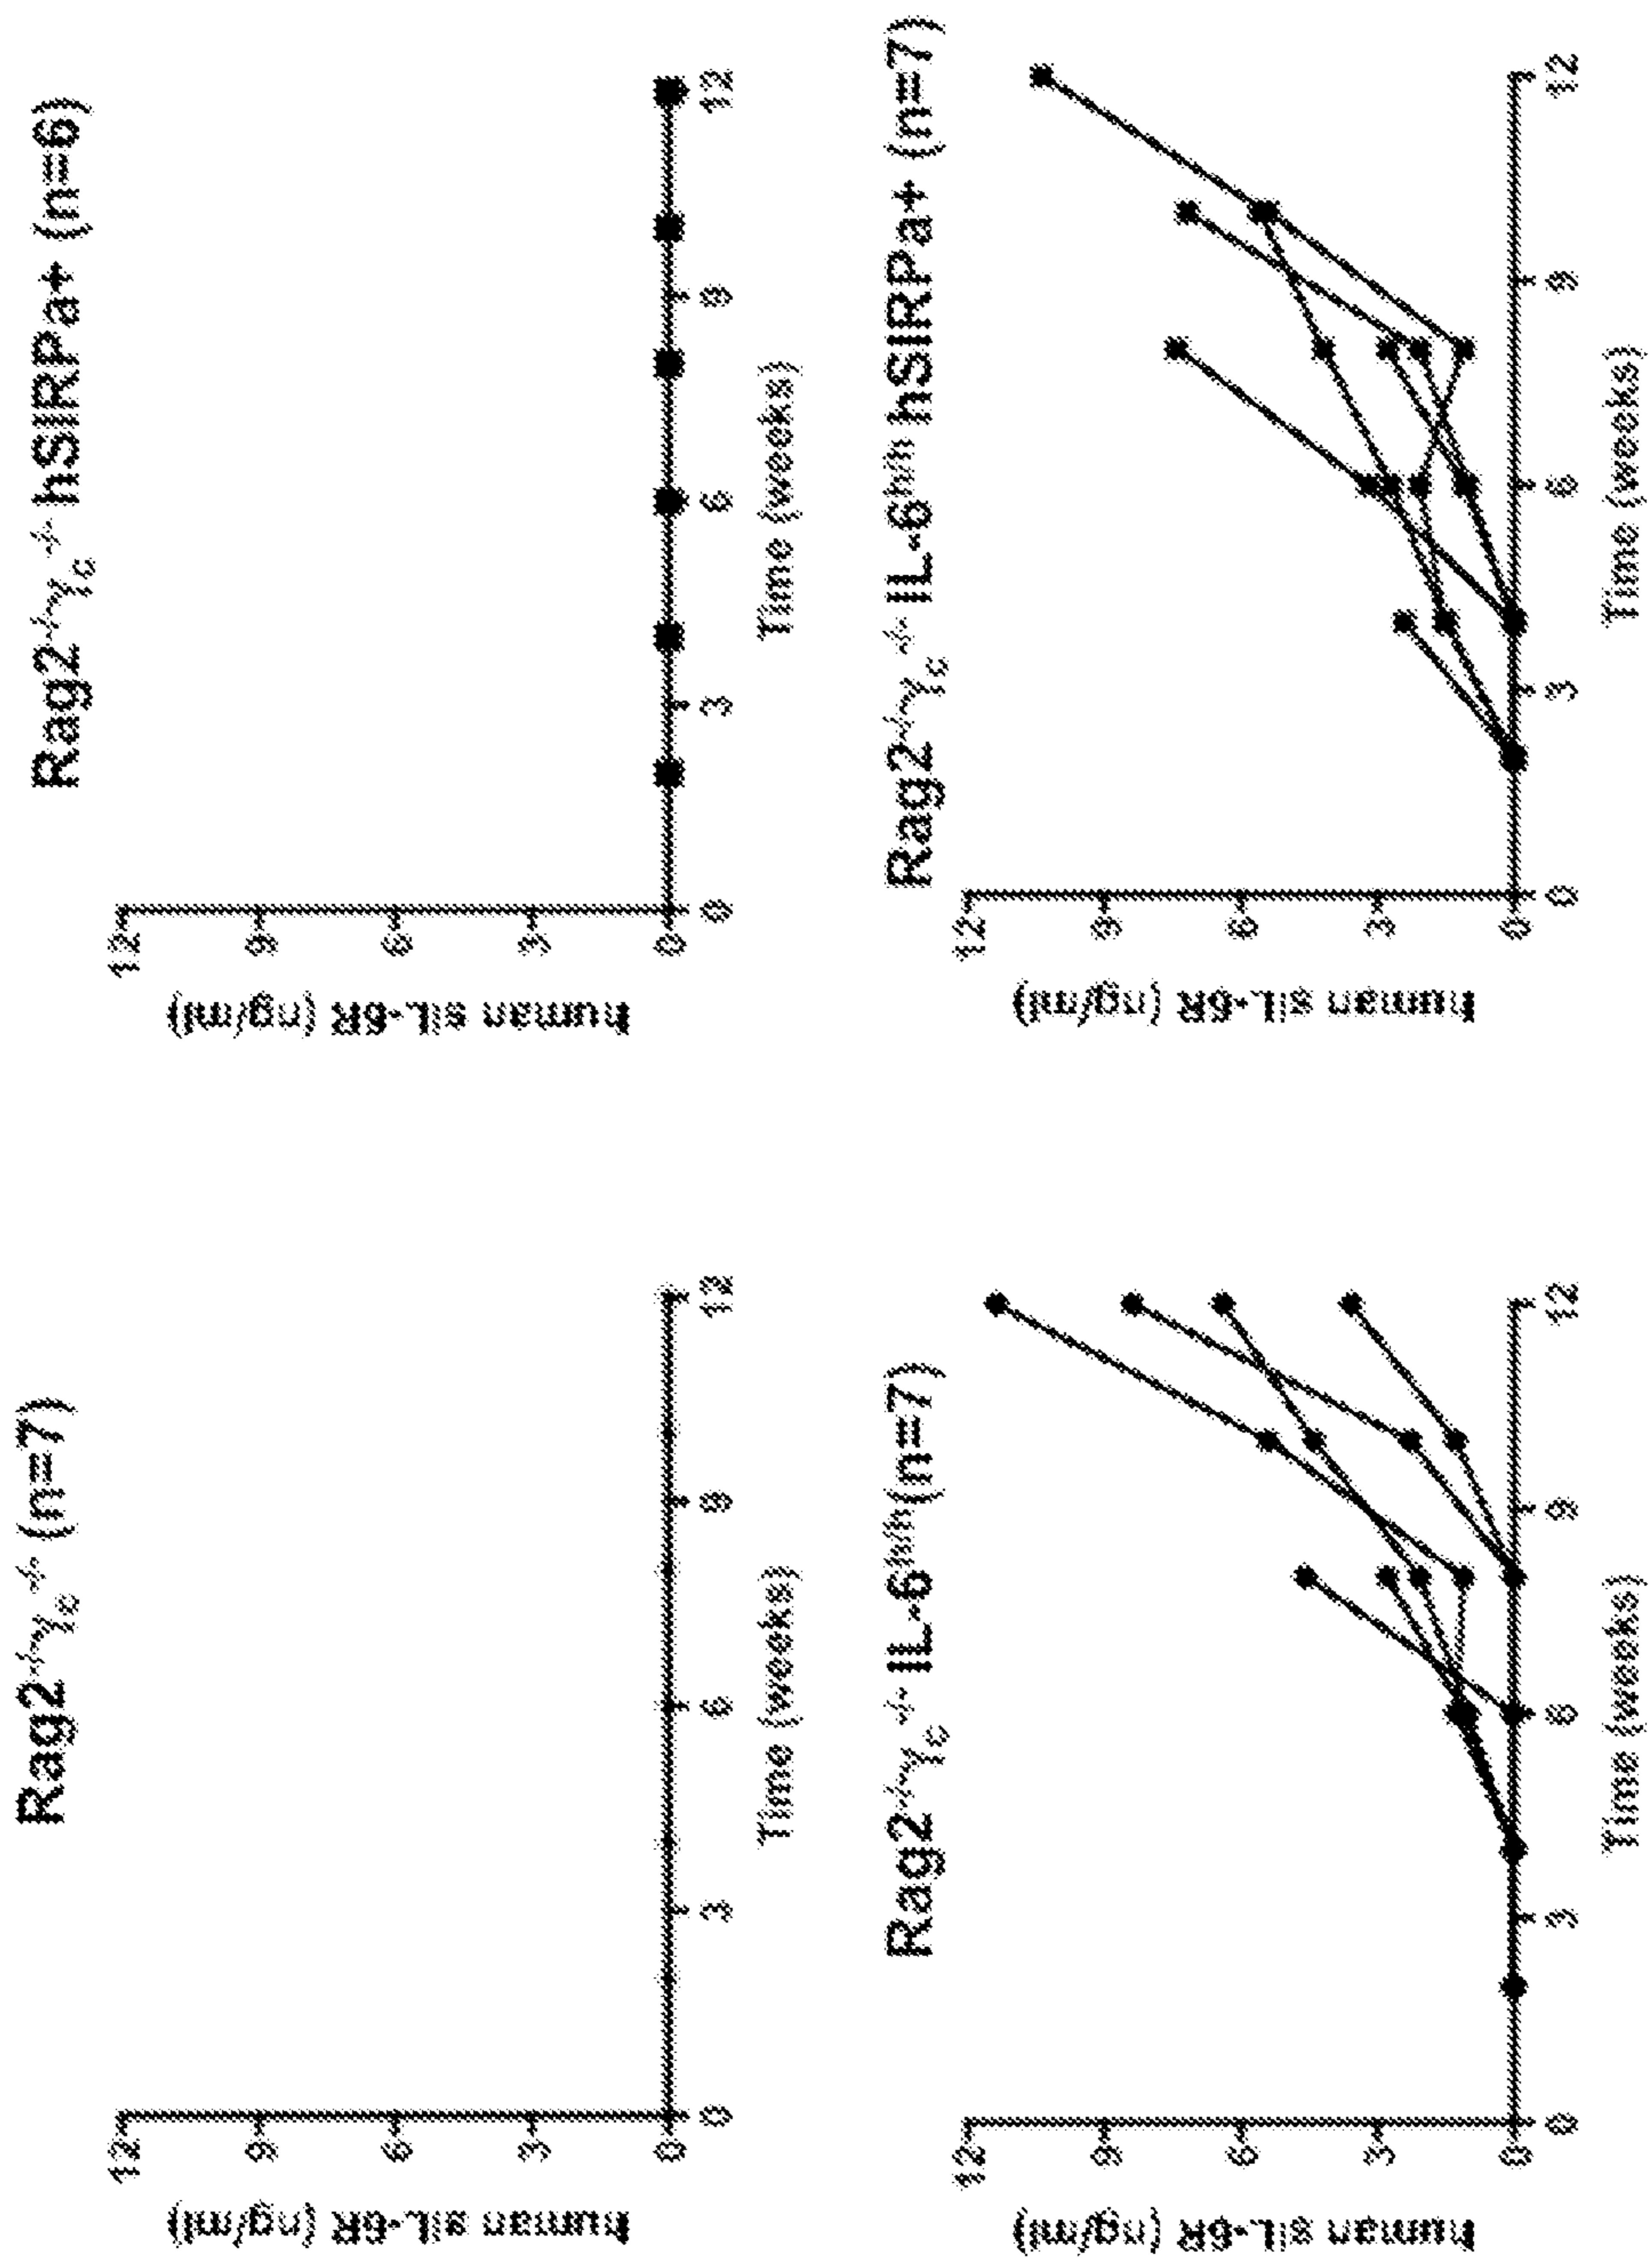 Rag2⁻/⁻γc⁻/⁻ (n=7)
human sIL-6R (ng/ml)
12
9
6
3
0
0 3 6 9 12
Time (weeks)
Rag2⁻/⁻γc⁻/⁻ hSIRPa+ (n=6)
human sIL-6R (ng/ml)
12
9
6
3
0
0 3 6 9 12
Time (weeks)
Rag2⁻/⁻γc⁻/⁻ IL-6ʰ/ʰ(n=7)
human sIL-6R (ng/ml)
12
9
6
3
0
0 3 6 9 12
Time (weeks)
Rag2⁻/⁻γc⁻/⁻ IL-6ʰ/ʰ hSIRPa+ (n=7)
human sIL-6R (ng/ml)
12
9
6
3
0
0 3 6 9 12
Time (weeks)